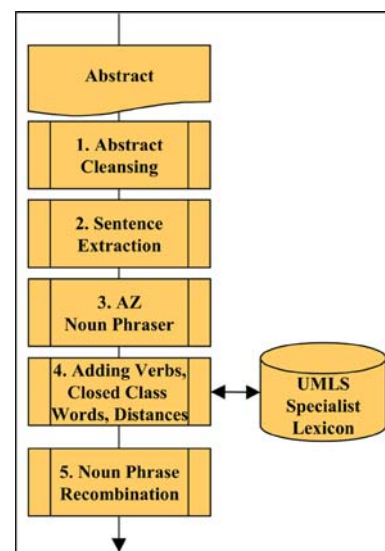 Abstract
1. Abstract
Cleansing
2. Sentence
Extraction
3. AZ
Noun Phraser
4. Adding Verbs,
Closed Class
Words, Distances
UMLS
Specialist
Lexicon
5. Noun Phrase
Recombination